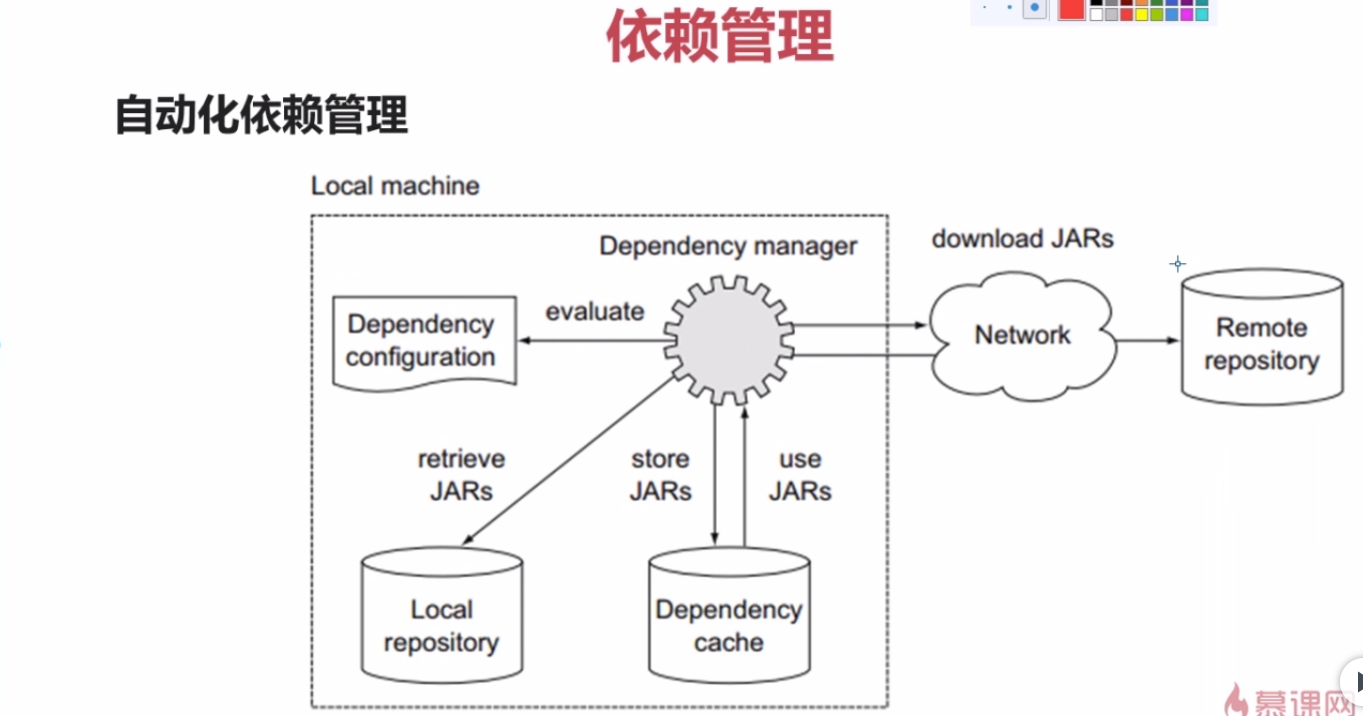 依赖管理
自动化依赖管理
Local machine
Dependency manager
download JARs
Dependency
configuration
evaluate
Network
Remote
repository
retrieve
JARs
store
JARs
use
JARs
Local
repository
Dependency
cache
慕课网